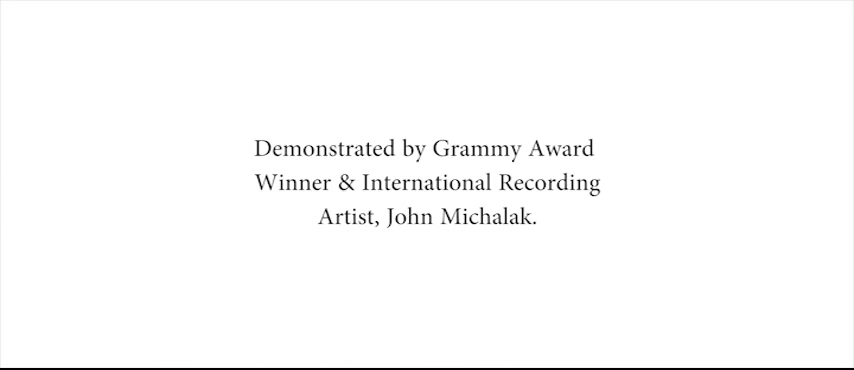 Demonstrated by Grammy Award
Winner & International Recording
Artist, John Michalak.